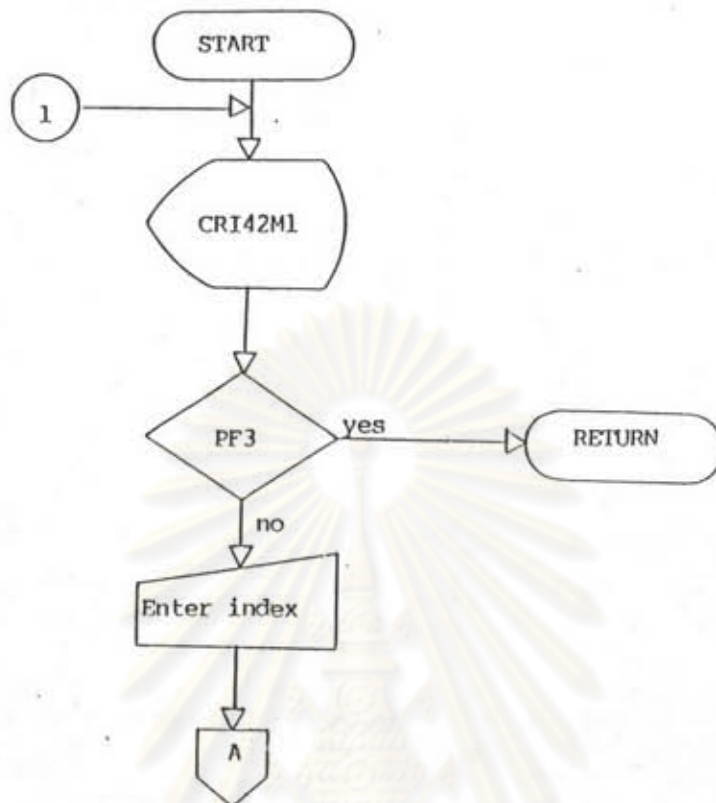 START
1
CRI42M1
PF3
yes
RETURN
no
Enter index
A